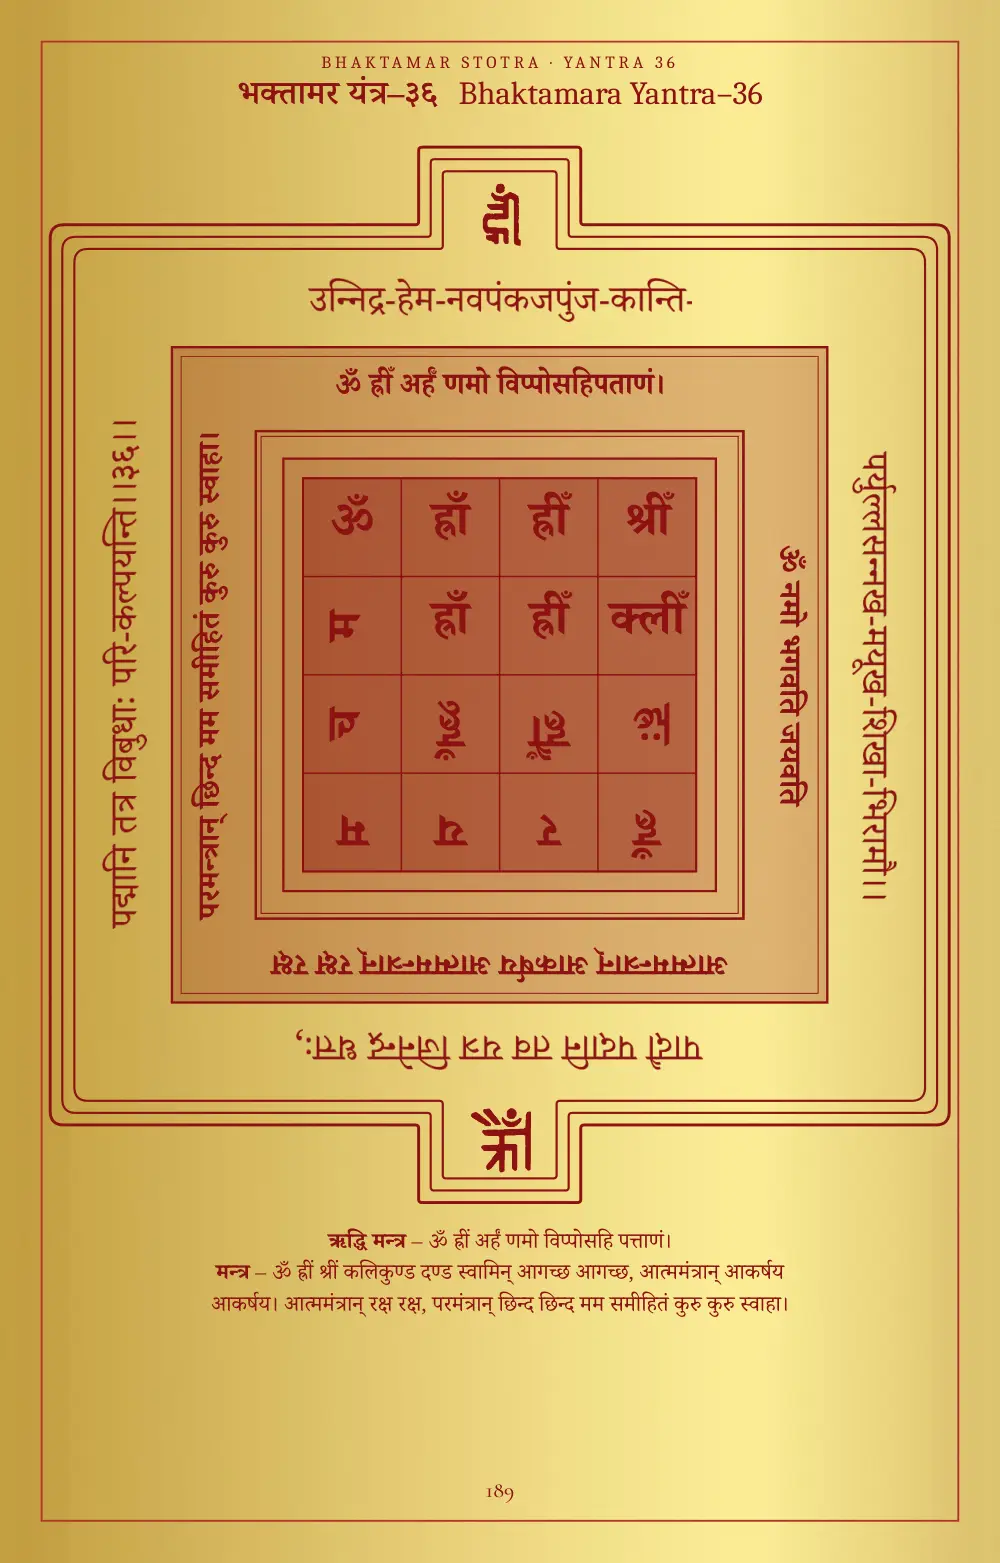 BHAKTAMAR STOTRA · YANTRA 36
भक्तामर यंत्र–३६ Bhaktamara Yantra–36
उन्निद्र-हेम-नवपंकजपुंज-कान्ति-
पर्युल्लसन्नख-मयूख-शिखा-भिरामौ।।
पादौ पदानि तव यत्र जिनेन्द्र धत्तः,
पद्मानि तत्र विबुधाः परि-कल्पयन्ति।।३६।।
ॐ ह्रीँ अर्हं णमो विप्पोसहिपताणं।
ॐ नमो भगवति जयवति
आत्ममन्त्रान् आकर्षय आत्ममन्त्रान् रक्ष रक्ष
परमन्त्रान् छिन्द मम समीहितं कुरु कुरु स्वाहा।
ॐ ह्राँ ह्रीँ श्रीँ
म ह्राँ ह्रीँ क्लीँ
व
भ य र
ऋद्धि मन्त्र – ॐ ह्रीं अर्हं णमो विप्पोसहि पत्ताणं।
मन्त्र – ॐ ह्रीं श्रीं कलिकुण्ड दण्ड स्वामिन् आगच्छ आगच्छ, आत्ममंत्रान् आकर्षय
आकर्षय। आत्ममंत्रान् रक्ष रक्ष, परमंत्रान् छिन्द छिन्द मम समीहितं कुरु कुरु स्वाहा।
189